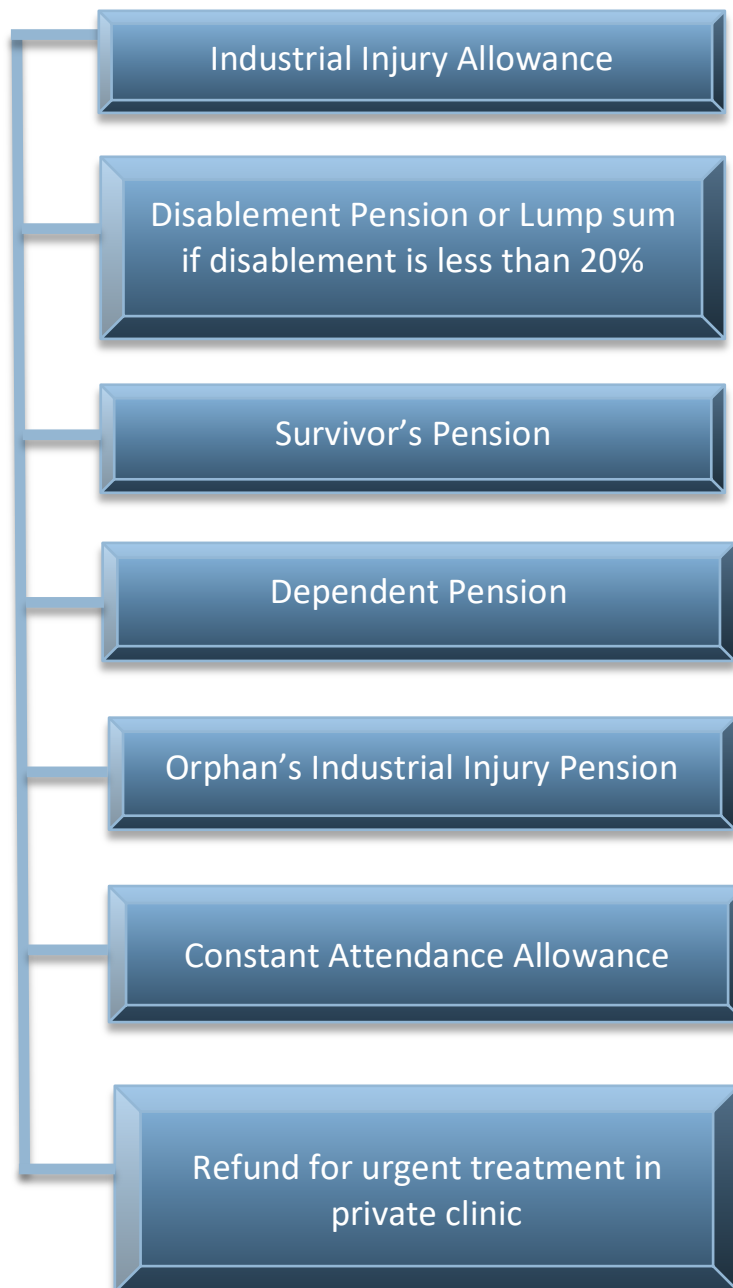 Industrial Injury Allowance
Disablement Pension or Lump sum
if disablement is less than 20%
Survivor’s Pension
Dependent Pension
Orphan’s Industrial Injury Pension
Constant Attendance Allowance
Refund for urgent treatment in
private clinic